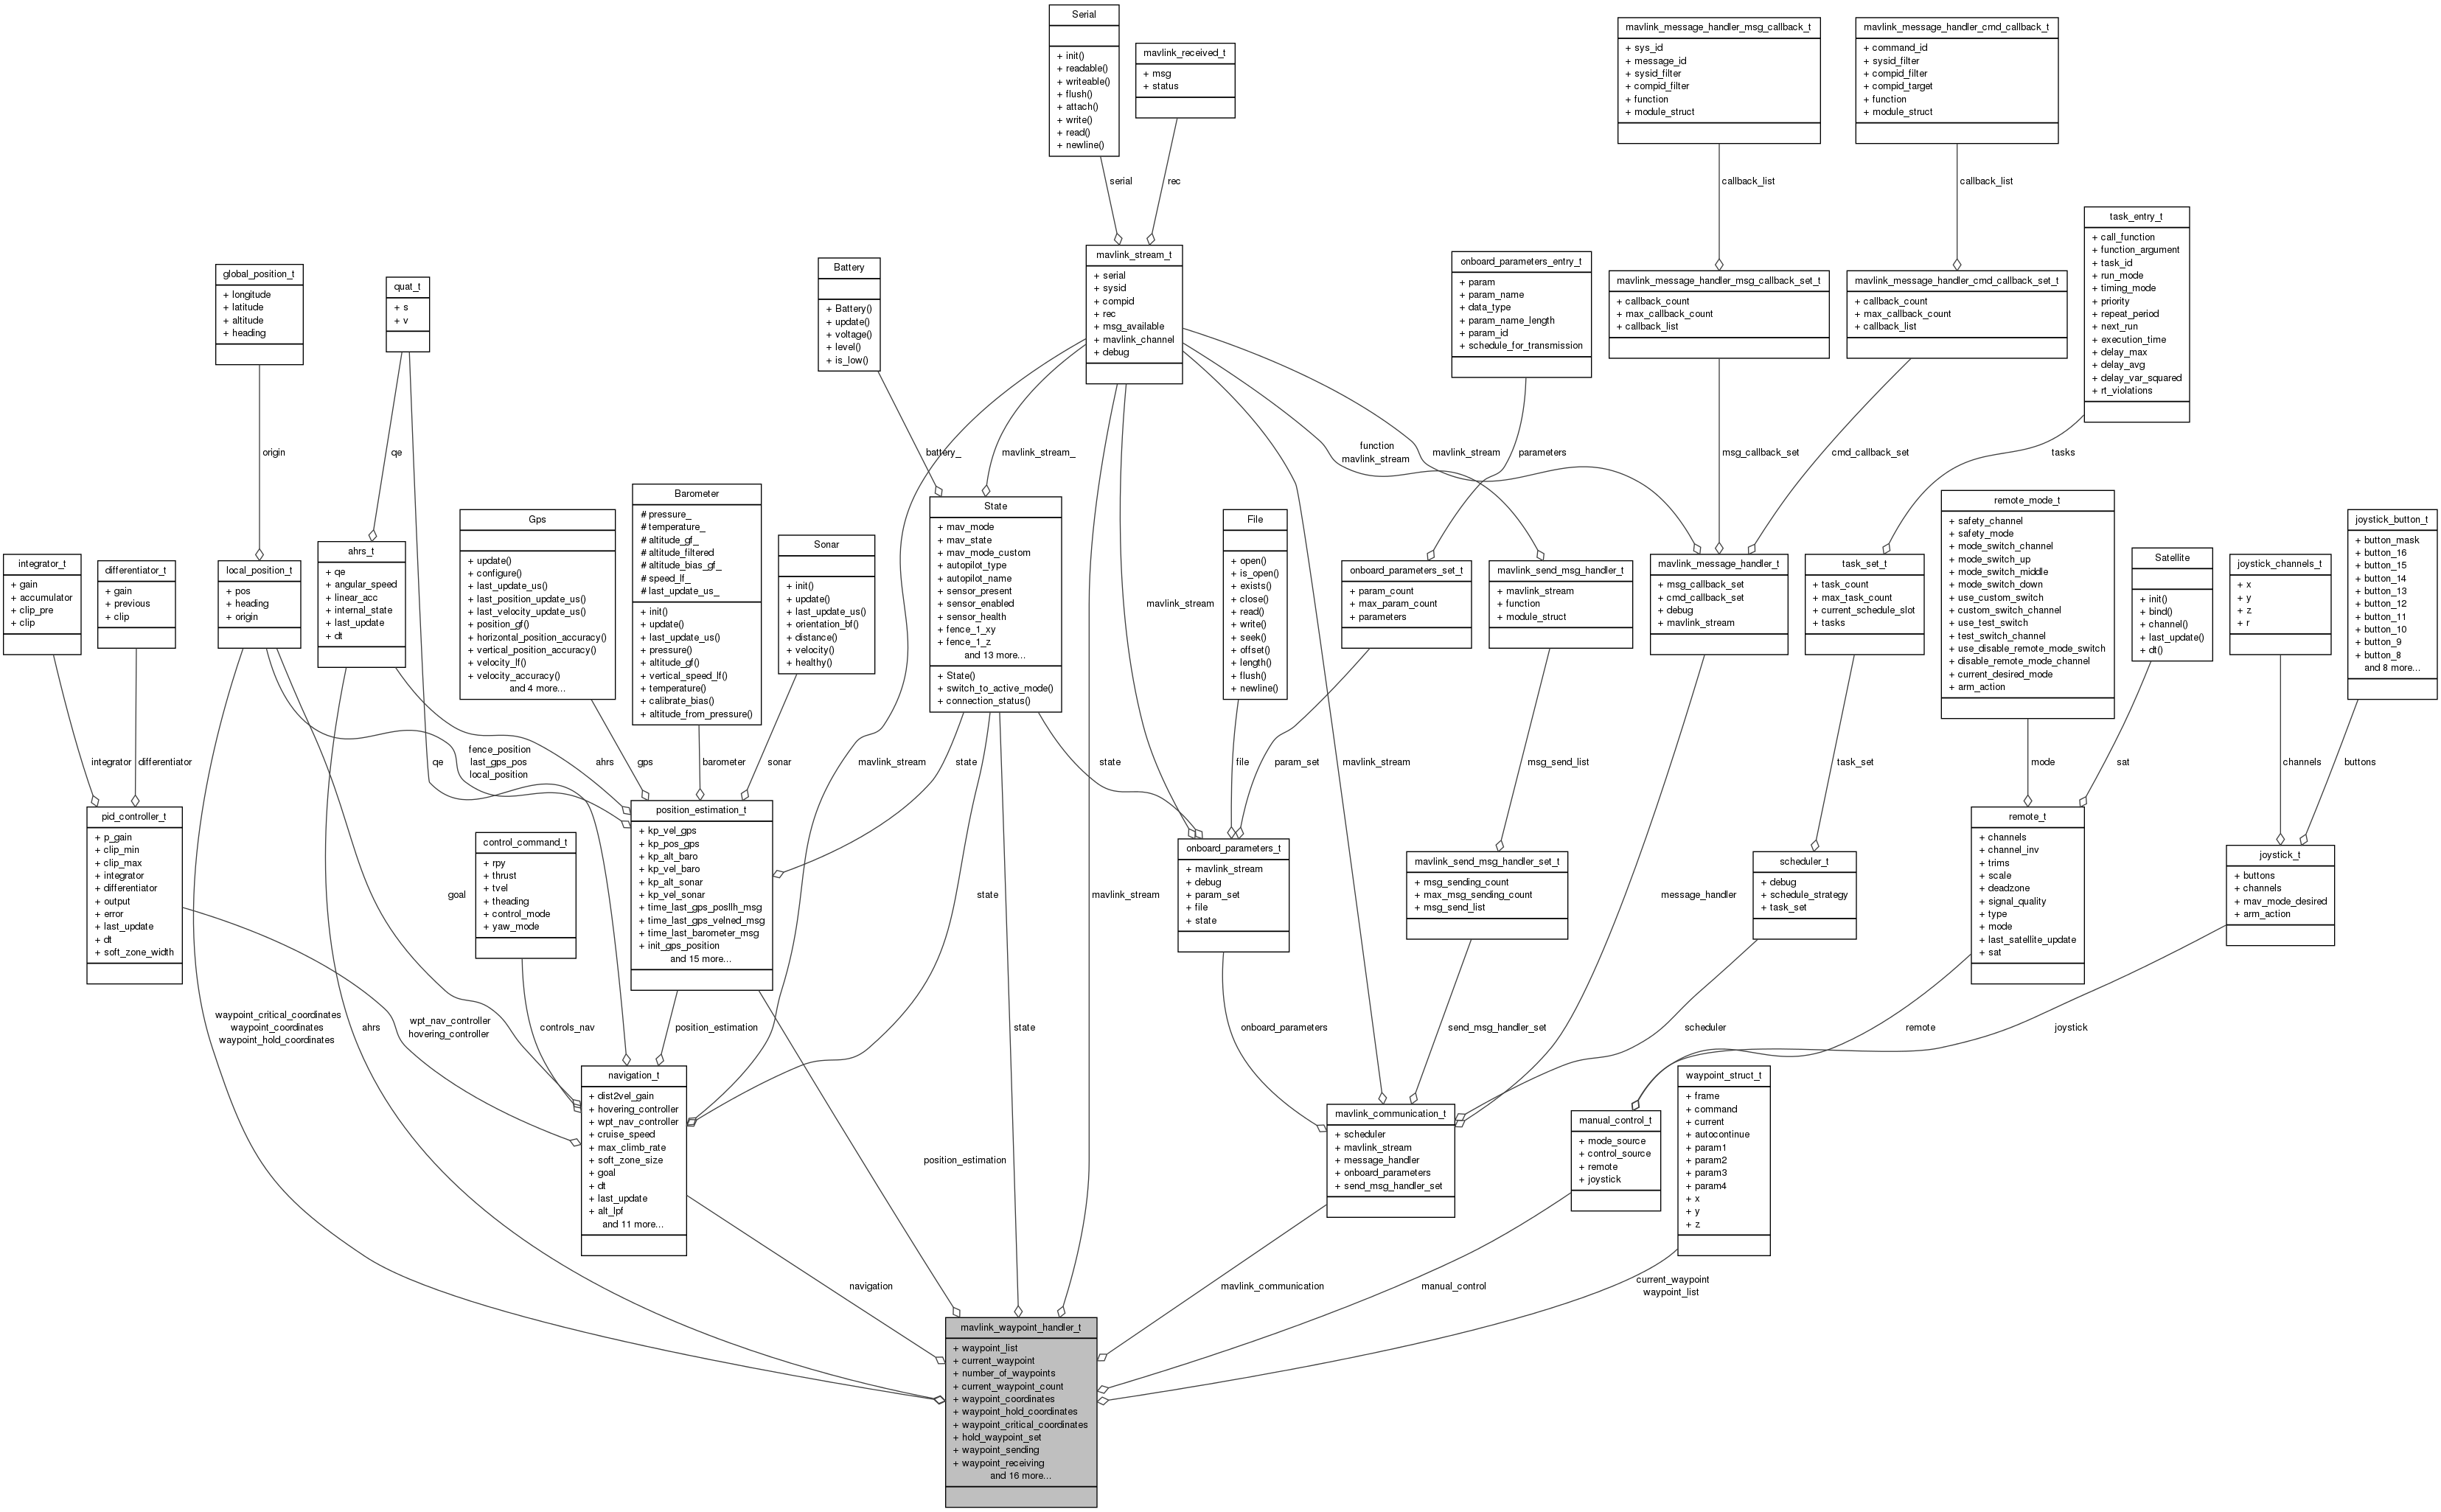 Serial
+ init()
+ readable()
+ writeable()
+ flush()
+ attach()
+ write()
+ read()
+ newline()
mavlink_received_t
+ msg
+ status
mavlink_message_handler_msg_callback_t
+ sys_id
+ message_id
+ sysid_filter
+ compid_filter
+ function
+ module_struct
mavlink_message_handler_cmd_callback_t
+ command_id
+ sysid_filter
+ compid_filter
+ compid_target
+ function
+ module_struct
serial
rec
callback_list
callback_list
task_entry_t
+ call_function
+ function_argument
+ task_id
+ run_mode
+ timing_mode
+ priority
+ repeat_period
+ next_run
+ execution_time
+ delay_max
+ delay_avg
+ delay_var_squared
+ rt_violations
global_position_t
+ longitude
+ latitude
+ altitude
+ heading
quat_t
+ s
+ v
Battery
+ Battery()
+ update()
+ voltage()
+ level()
+ is_low()
mavlink_stream_t
+ serial
+ sysid
+ compid
+ rec
+ msg_available
+ mavlink_channel
+ debug
onboard_parameters_entry_t
+ param
+ param_name
+ data_type
+ param_name_length
+ param_id
+ schedule_for_transmission
mavlink_message_handler_msg_callback_set_t
+ callback_count
+ max_callback_count
+ callback_list
mavlink_message_handler_cmd_callback_set_t
+ callback_count
+ max_callback_count
+ callback_list
origin
qe
battery_
mavlink_stream_
function
mavlink_stream
mavlink_stream
parameters
msg_callback_set
cmd_callback_set
tasks
integrator_t
+ gain
+ accumulator
+ clip_pre
+ clip
differentiator_t
+ gain
+ previous
+ clip
local_position_t
+ pos
+ heading
+ origin
ahrs_t
+ qe
+ angular_speed
+ linear_acc
+ internal_state
+ last_update
+ dt
Gps
+ update()
+ configure()
+ last_update_us()
+ last_position_update_us()
+ last_velocity_update_us()
+ position_gf()
+ horizontal_position_accuracy()
+ vertical_position_accuracy()
+ velocity_lf()
+ velocity_accuracy()
and 4 more...
Barometer
# pressure_
# temperature_
# altitude_gf_
# altitude_filtered
# altitude_bias_gf_
# speed_lf_
# last_update_us_
+ init()
+ update()
+ last_update_us()
+ pressure()
+ altitude_gf()
+ vertical_speed_lf()
+ temperature()
+ calibrate_bias()
+ altitude_from_pressure()
Sonar
+ init()
+ update()
+ last_update_us()
+ orientation_bf()
+ distance()
+ velocity()
+ healthy()
State
+ mav_mode
+ mav_state
+ mav_mode_custom
+ autopilot_type
+ autopilot_name
+ sensor_present
+ sensor_enabled
+ sensor_health
+ fence_1_xy
+ fence_1_z
and 13 more...
+ State()
+ switch_to_active_mode()
+ connection_status()
mavlink_stream
File
+ open()
+ is_open()
+ exists()
+ close()
+ read()
+ write()
+ seek()
+ offset()
+ length()
+ flush()
+ newline()
onboard_parameters_set_t
+ param_count
+ max_param_count
+ parameters
mavlink_send_msg_handler_t
+ mavlink_stream
+ function
+ module_struct
mavlink_message_handler_t
+ msg_callback_set
+ cmd_callback_set
+ debug
+ mavlink_stream
task_set_t
+ task_count
+ max_task_count
+ current_schedule_slot
+ tasks
remote_mode_t
+ safety_channel
+ safety_mode
+ mode_switch_channel
+ mode_switch_up
+ mode_switch_middle
+ mode_switch_down
+ use_custom_switch
+ custom_switch_channel
+ use_test_switch
+ test_switch_channel
+ use_disable_remote_mode_switch
+ disable_remote_mode_channel
+ current_desired_mode
+ arm_action
Satellite
+ init()
+ bind()
+ channel()
+ last_update()
+ dt()
joystick_channels_t
+ x
+ y
+ z
+ r
joystick_button_t
+ button_mask
+ button_16
+ button_15
+ button_14
+ button_13
+ button_12
+ button_11
+ button_10
+ button_9
+ button_8
and 8 more...
integrator
differentiator
fence_position
last_gps_pos
local_position
qe
ahrs
gps
barometer
sonar
mavlink_stream
state
state
file
param_set
mavlink_stream
msg_send_list
task_set
mode
sat
channels
buttons
pid_controller_t
+ p_gain
+ clip_min
+ clip_max
+ integrator
+ differentiator
+ output
+ error
+ last_update
+ dt
+ soft_zone_width
goal
control_command_t
+ rpy
+ thrust
+ tvel
+ theading
+ control_mode
+ yaw_mode
position_estimation_t
+ kp_vel_gps
+ kp_pos_gps
+ kp_alt_baro
+ kp_vel_baro
+ kp_alt_sonar
+ kp_vel_sonar
+ time_last_gps_posllh_msg
+ time_last_gps_velned_msg
+ time_last_barometer_msg
+ init_gps_position
and 15 more...
state
mavlink_stream
onboard_parameters_t
+ mavlink_stream
+ debug
+ param_set
+ file
+ state
mavlink_send_msg_handler_set_t
+ msg_sending_count
+ max_msg_sending_count
+ msg_send_list
message_handler
scheduler_t
+ debug
+ schedule_strategy
+ task_set
remote_t
+ channels
+ channel_inv
+ trims
+ scale
+ deadzone
+ signal_quality
+ type
+ mode
+ last_satellite_update
+ sat
joystick_t
+ buttons
+ channels
+ mav_mode_desired
+ arm_action
waypoint_critical_coordinates
waypoint_coordinates
waypoint_hold_coordinates
ahrs
wpt_nav_controller
hovering_controller
controls_nav
position_estimation
state
onboard_parameters
send_msg_handler_set
scheduler
remote
joystick
navigation_t
+ dist2vel_gain
+ hovering_controller
+ wpt_nav_controller
+ cruise_speed
+ max_climb_rate
+ soft_zone_size
+ goal
+ dt
+ last_update
+ alt_lpf
and 11 more...
position_estimation
mavlink_communication_t
+ scheduler
+ mavlink_stream
+ message_handler
+ onboard_parameters
+ send_msg_handler_set
manual_control_t
+ mode_source
+ control_source
+ remote
+ joystick
waypoint_struct_t
+ frame
+ command
+ current
+ autocontinue
+ param1
+ param2
+ param3
+ param4
+ x
+ y
+ z
navigation
mavlink_communication
manual_control
current_waypoint
waypoint_list
mavlink_waypoint_handler_t
+ waypoint_list
+ current_waypoint
+ number_of_waypoints
+ current_waypoint_count
+ waypoint_coordinates
+ waypoint_hold_coordinates
+ waypoint_critical_coordinates
+ hold_waypoint_set
+ waypoint_sending
+ waypoint_receiving
and 16 more...